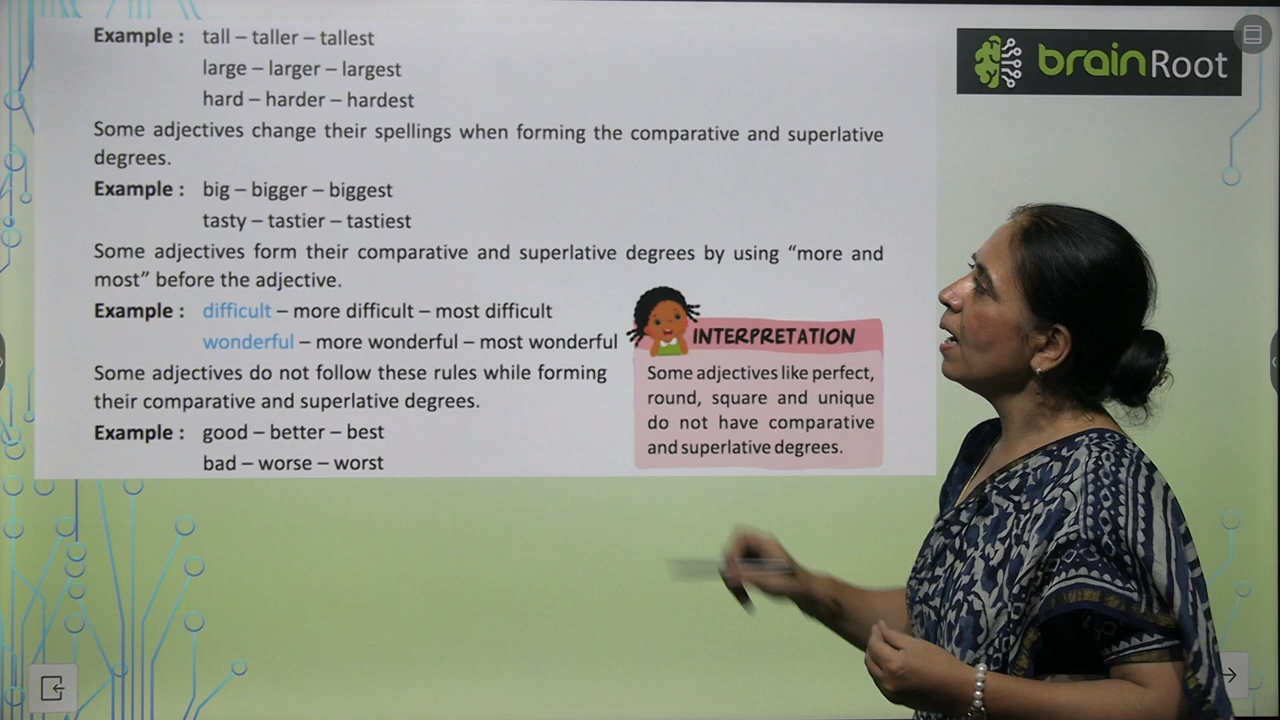 Example : tall – taller – tallest
large – larger – largest
hard – harder – hardest
Some adjectives change their spellings when forming the comparative and superlative
degrees.
Example : big – bigger – biggest
tasty – tastier – tastiest
Some adjectives form their comparative and superlative degrees by using “more and
most” before the adjective.
Example : difficult – more difficult – most difficult
wonderful – more wonderful – most wonderful
Some adjectives do not follow these rules while forming
their comparative and superlative degrees.
Example : good – better – best
bad – worse – worst
INTERPRETATION
Some adjectives like perfect,
round, square and unique
do not have comparative
and superlative degrees.
brainRoot